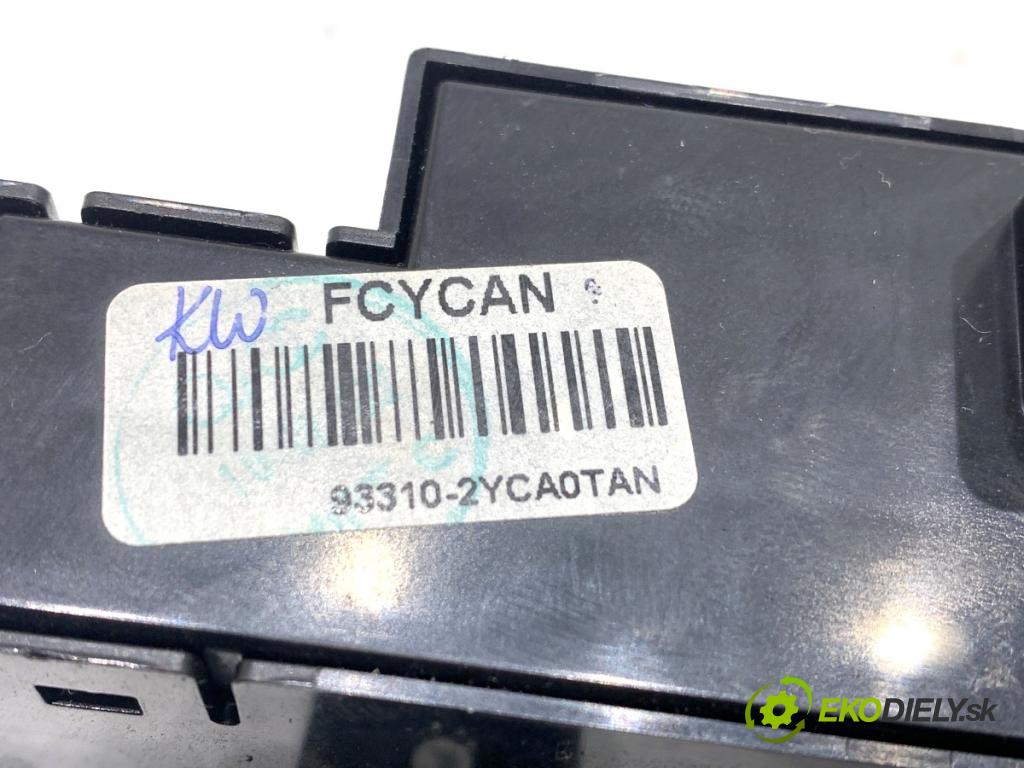 KW FCYCAN
93310-2YCA0TAN
EKODIELY.sk